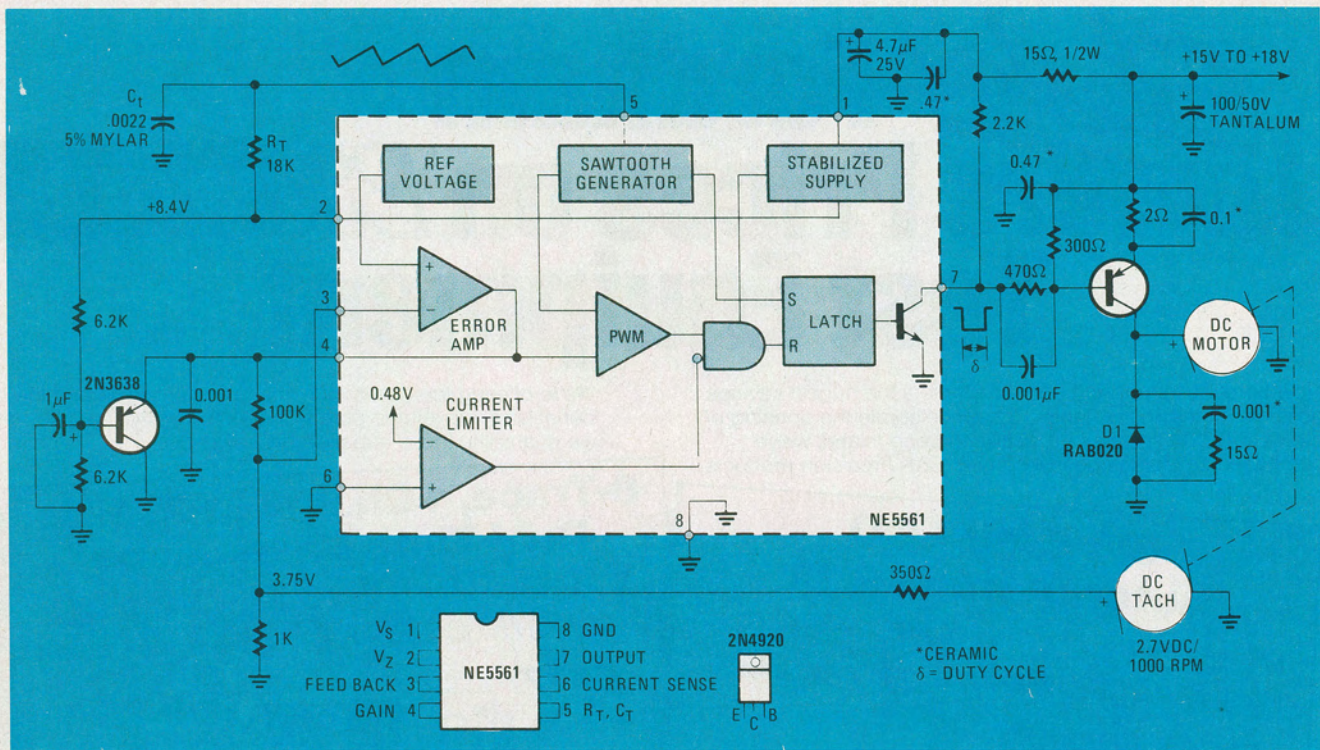 Ct
.0022
5% MYLAR
RT
18K
+8.4V
2
5
1
4.7µF
25V
.47*
15Ω, 1/2W
+15V TO +18V
100/50V
TANTALUM
2.2K
0.47*
2Ω
0.1*
300Ω
470Ω
7
δ
0.001µF
REF
VOLTAGE
SAWTOOTH
GENERATOR
STABILIZED
SUPPLY
3
+
−
ERROR
AMP
4
PWM
S
LATCH
R
0.48V
CURRENT
LIMITER
−
+
6
8
NE5561
6.2K
2N3638
1µF
+
6.2K
0.001
100K
+
DC
MOTOR
−
D1
RAB020
0.001*
15Ω
3.75V
1K
350Ω
+
DC
TACH
2.7VDC/
1000 RPM
VS 1
VZ 2
FEED BACK 3
GAIN 4
NE5561
8 GND
7 OUTPUT
6 CURRENT SENSE
5 RT, CT
2N4920
E C B
*CERAMIC
δ = DUTY CYCLE